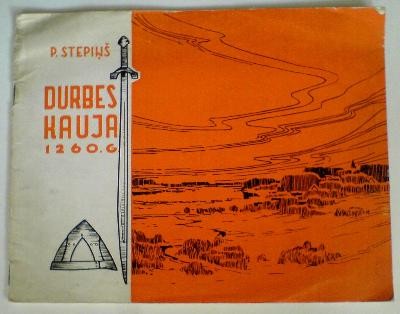 P. STEPIŅŠ
DURBES
KAUJA
1260.G